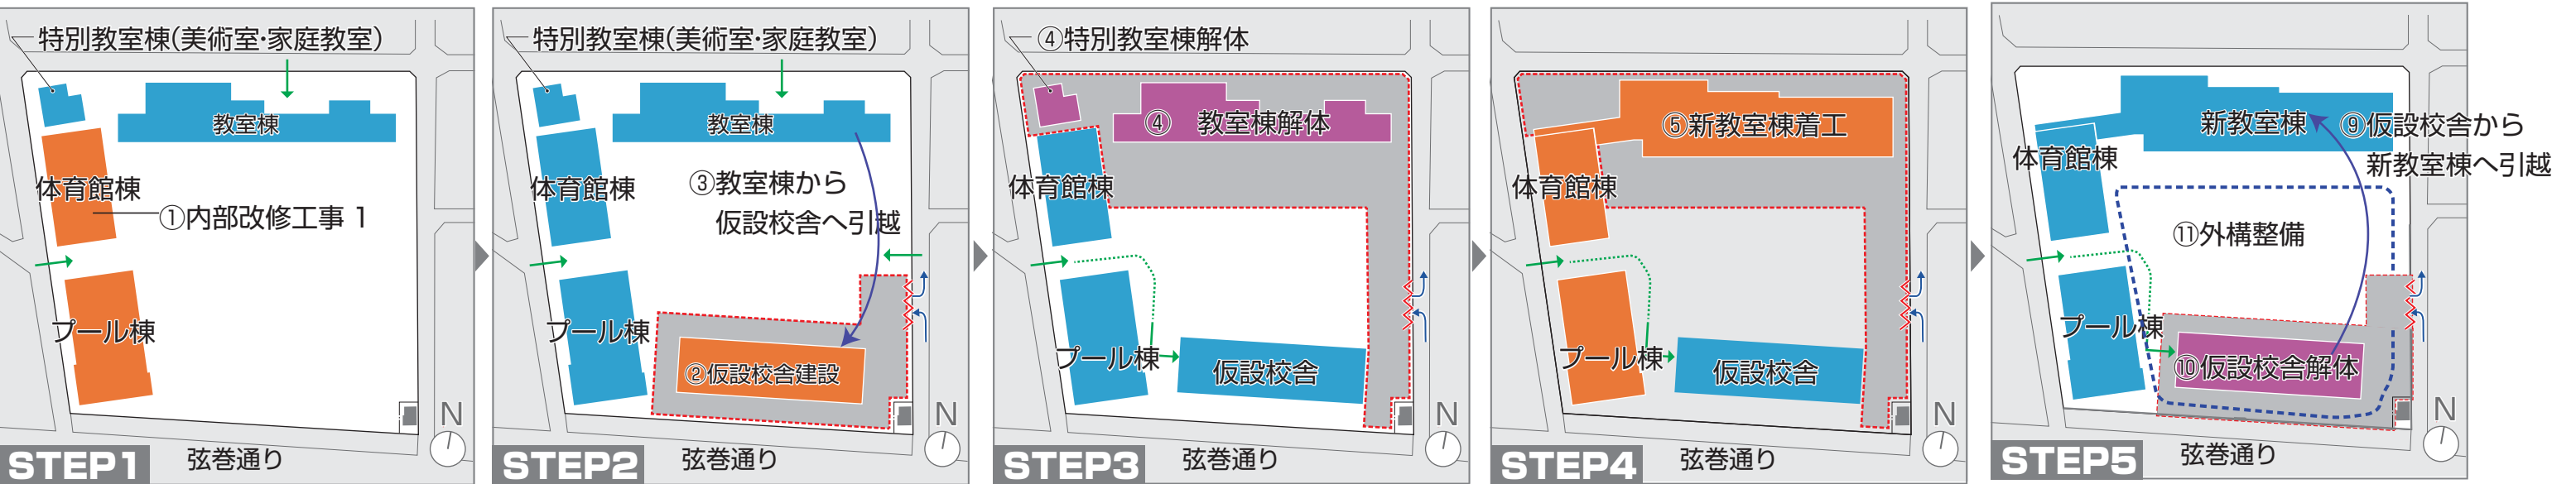 特別教室棟(美術室・家庭教室)
教室棟
体育館棟
①内部改修工事1
プール棟
N
STEP1
弦巻通り
特別教室棟(美術室・家庭教室)
教室棟
体育館棟
③教室棟から
仮設校舎へ引越
プール棟
②仮設校舎建設
N
STEP2
弦巻通り
④特別教室棟解体
④ 教室棟解体
体育館棟
プール棟
仮設校舎
N
STEP3
弦巻通り
⑤新教室棟着工
体育館棟
プール棟
仮設校舎
N
STEP4
弦巻通り
新教室棟
⑨仮設校舎から
新教室棟へ引越
体育館棟
⑪外構整備
プール棟
⑩仮設校舎解体
N
STEP5
弦巻通り